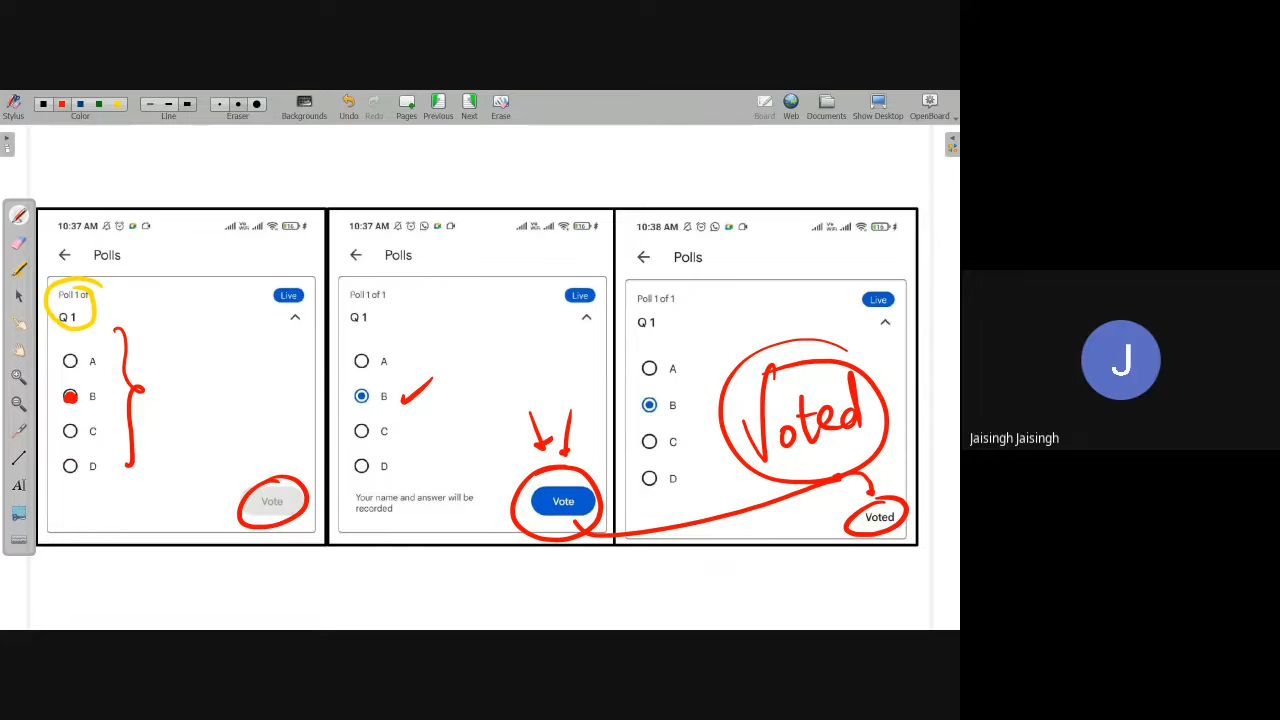 Stylus
Color
Line
Eraser
Backgrounds
Undo
Redo
Pages
Previous
Next
Erase
Board
Web
Documents
Show Desktop
OpenBoard
10:37 AM
Polls
Poll 1 of
Live
Q 1
A
B
C
D
Vote
10:37 AM
Polls
Poll 1 of 1
Live
Q 1
A
B
C
D
Your name and answer will be
recorded
Vote
10:38 AM
Polls
Poll 1 of 1
Live
Q 1
A
B
C
D
Voted
Voted
J
Jaisingh Jaisingh